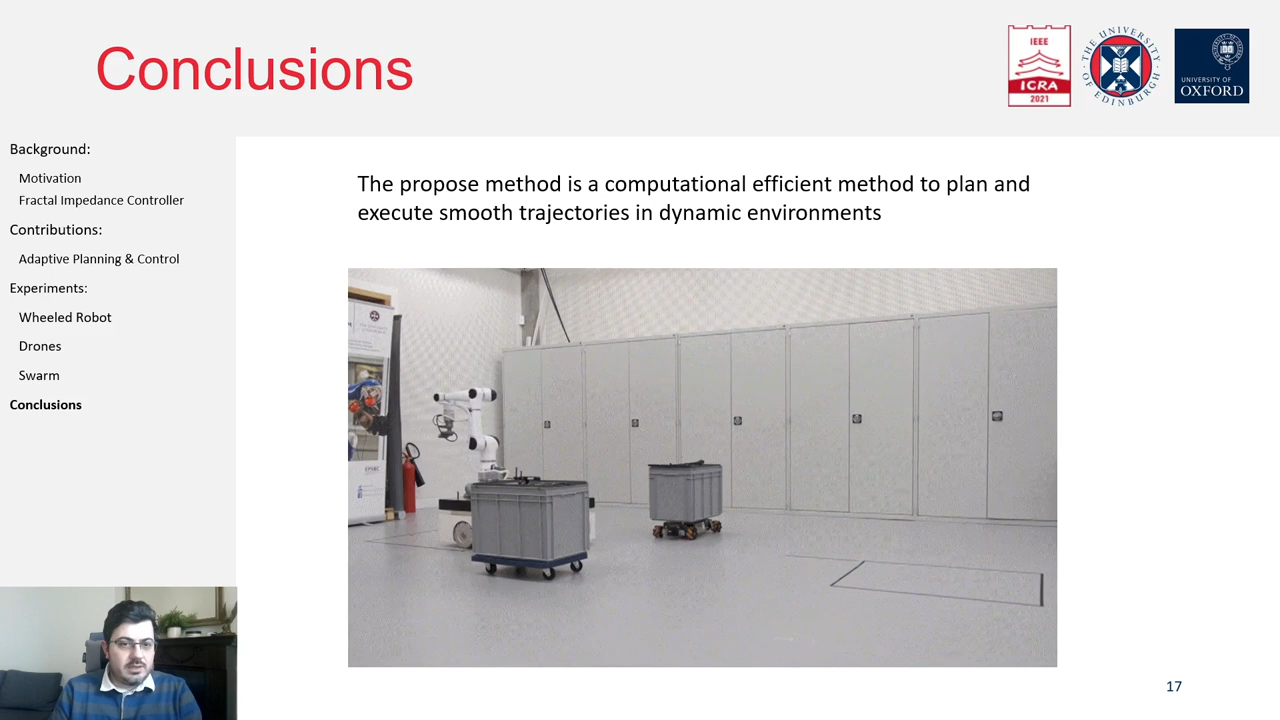 Conclusions
IEEE
ICRA
2021
THE UNIVERSITY OF EDINBURGH
UNIVERSITY OF
OXFORD
Background:
Motivation
Fractal Impedance Controller
Contributions:
Adaptive Planning & Control
Experiments:
Wheeled Robot
Drones
Swarm
Conclusions
The propose method is a computational efficient method to plan and
execute smooth trajectories in dynamic environments
17